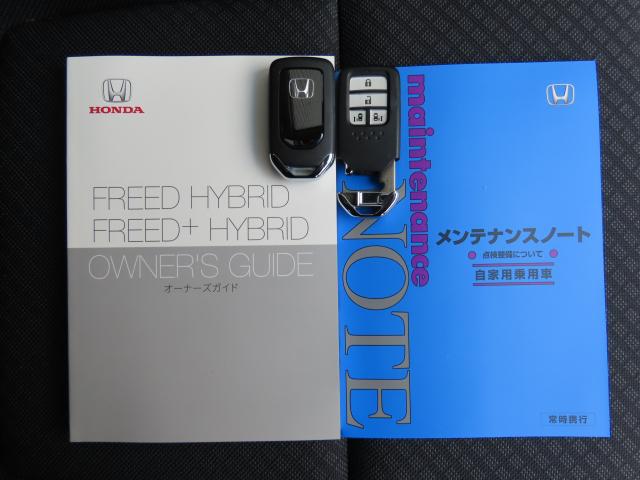 HONDA
FREED HYBRID
FREED+ HYBRID
OWNER'S GUIDE
オーナーズガイド
maintenance
NOTE
メンテナンスノート
点検整備について
自家用乗用車
常時携行